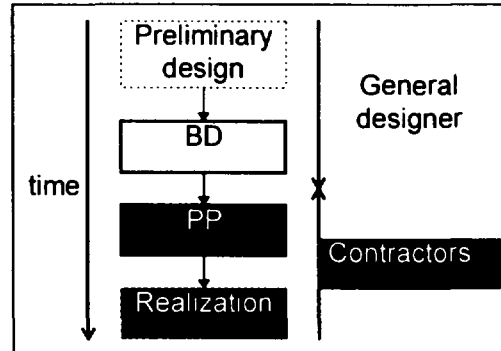 Preliminary
design
General
designer
BD
time
PP
Contractors
Realization